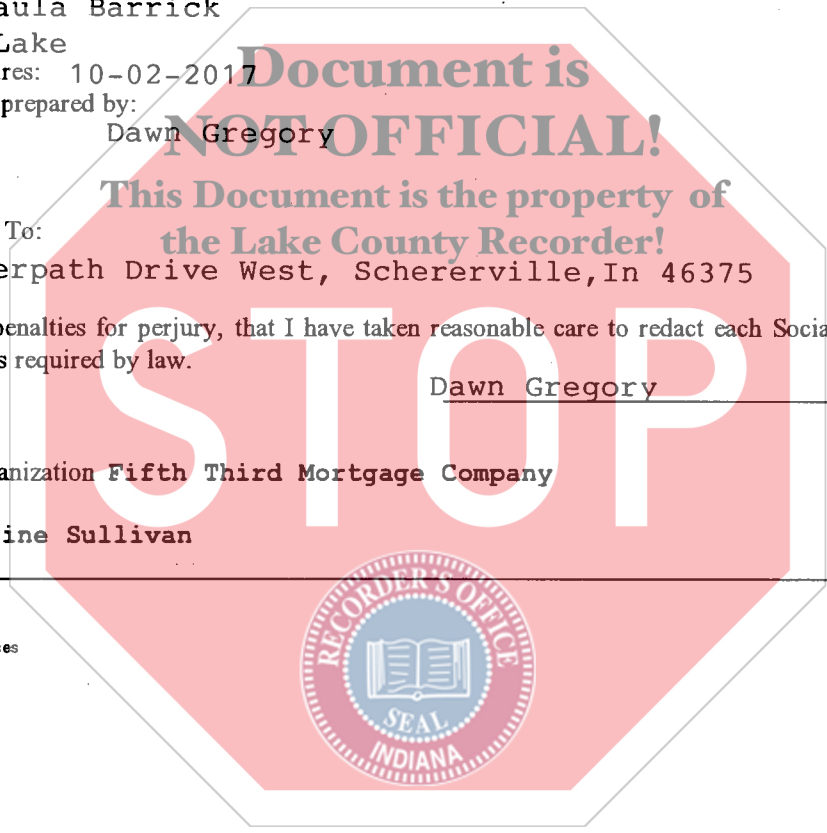 aula Barrick
Lake
res: 10-02-2017
Document is
prepared by:
Dawn Gregory
NOT OFFICIAL!
This Document is the property of
To:
the Lake County Recorder!
erpath Drive West, Schererville,In 46375
STOP
penalties for perjury, that I have taken reasonable care to redact each Socia
s required by law.
Dawn Gregory
anization Fifth Third Mortgage Company
ine Sullivan
RECORDER'S OFFICE
es
SEAL
INDIANA